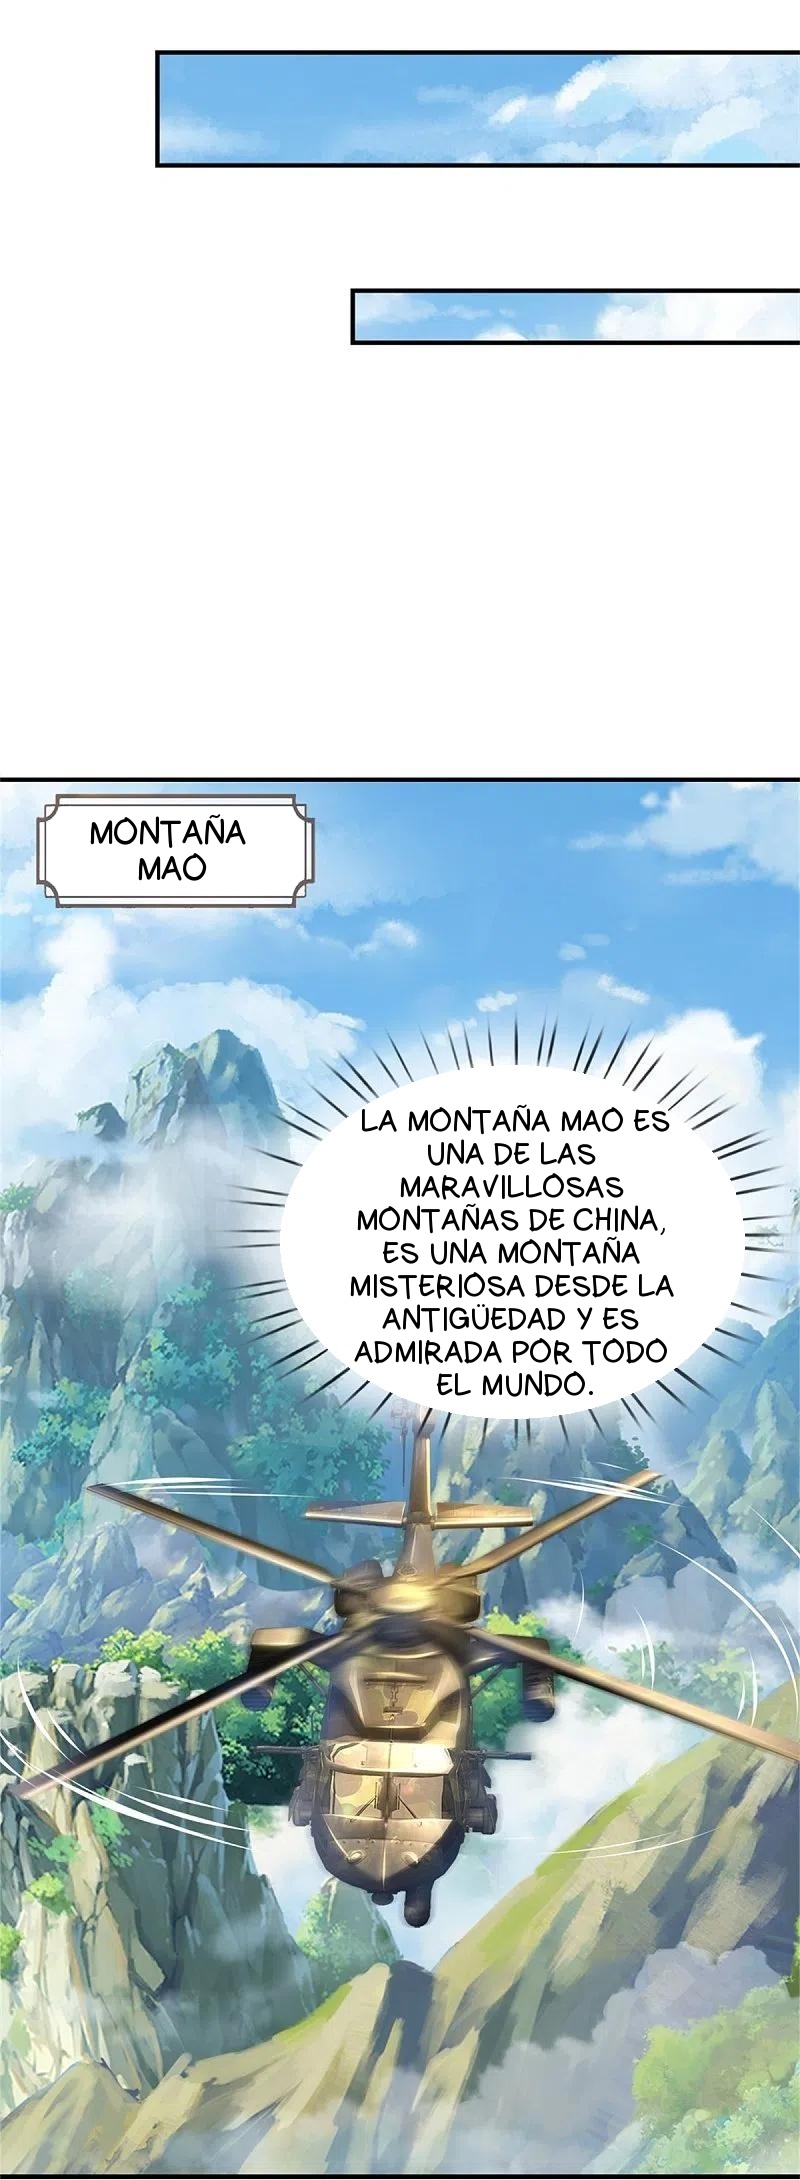 MONTAÑA
MAO
LA MONTAÑA MAO ES
UNA DE LAS
MARAVILLOSAS
MONTAÑAS DE CHINA,
ES UNA MONTAÑA
MISTERIOSA DESDE LA
ANTIGÜEDAD Y ES
ADMIRADA POR TODO
EL MUNDO.